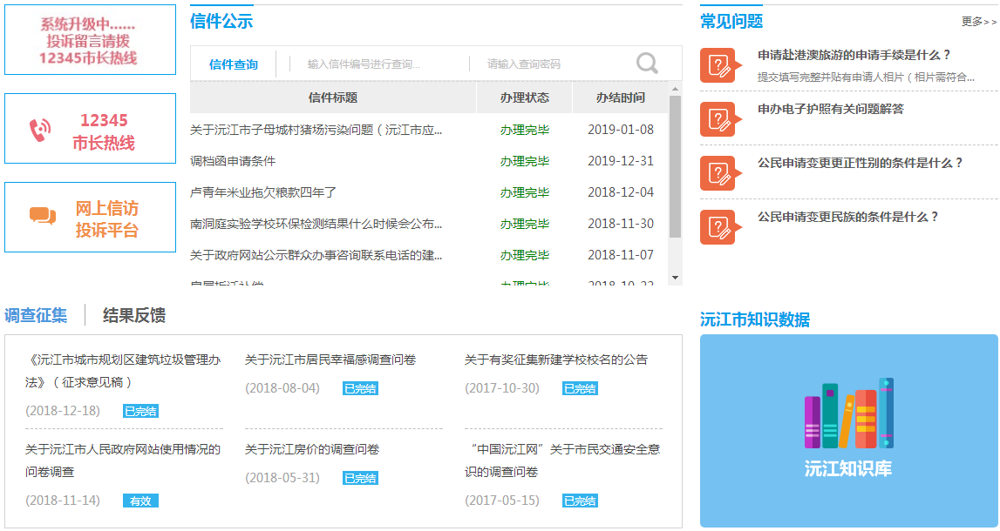 系统升级中......
投诉留言请拨
12345市长热线
12345
市长热线
网上信访
投诉平台
信件公示
信件查询 输入信件编号进行查询... 请输入查询密码
信件标题 办理状态 办结时间
关于沅江市子母城村猪场污染问题（沅江市应... 办理完毕 2019-01-08
调档函申请条件 办理完毕 2019-12-31
卢青年米业拖欠粮款四年了 办理完毕 2018-12-04
南洞庭实验学校环保检测结果什么时候会公布... 办理完毕 2018-11-30
关于政府网站公示群众办事咨询联系电话的建... 办理完毕 2018-11-07
办理完毕
常见问题 更多>>
申请赴港澳旅游的申请手续是什么？
提交填写完整并贴有申请人相片（相片需符合...
申办电子护照有关问题解答
公民申请变更更正性别的条件是什么？
公民申请变更民族的条件是什么？
调查征集 结果反馈
《沅江市城市规划区建筑垃圾管理办
法》（征求意见稿）
(2018-12-18) 已完结
关于沅江市居民幸福感调查问卷
(2018-08-04) 已完结
关于有奖征集新建学校校名的公告
(2017-10-30) 已完结
关于沅江市人民政府网站使用情况的
问卷调查
(2018-11-14) 有效
关于沅江房价的调查问卷
(2018-05-31) 已完结
“中国沅江网”关于市民交通安全意
识的调查问卷
(2017-05-15) 已完结
沅江市知识数据
沅江知识库